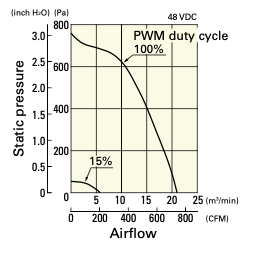 (inch H₂O) (Pa)
48 VDC
800
3.0
PWM duty cycle
100%
2.5
600
2.0
400
1.5
1.0
200
15%
0.5
0
0
Static pressure
5 10 15 20 25 (m³/min)
0 200 400 600 800 (CFM)
Airflow